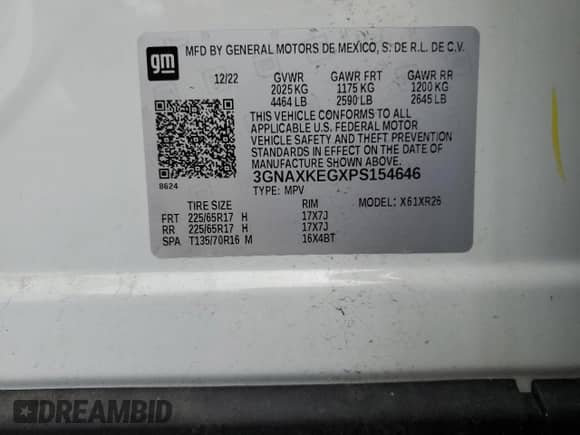 gm
MFD BY GENERAL MOTORS DE MEXICO, S. DE R.L. DE C.V.
12/22 GVWR GAWR FRT GAWR RR
2025 KG 1175 KG 1200 KG
4464 LB 2590 LB 2645 LB
THIS VEHICLE CONFORMS TO ALL
APPLICABLE U.S. FEDERAL MOTOR
VEHICLE SAFETY AND THEFT PREVENTION
STANDARDS IN EFFECT ON THE DATE OF
MANUFACTURE SHOWN ABOVE.
3GNAXKEGXPS154646
8624
TYPE: MPV MODEL: X61XR26
TIRE SIZE RIM
FRT 225/65R17 H 17X7J
RR 225/65R17 H 17X7J
SPA T135/70R16 M 16X4BT
DREAMBID